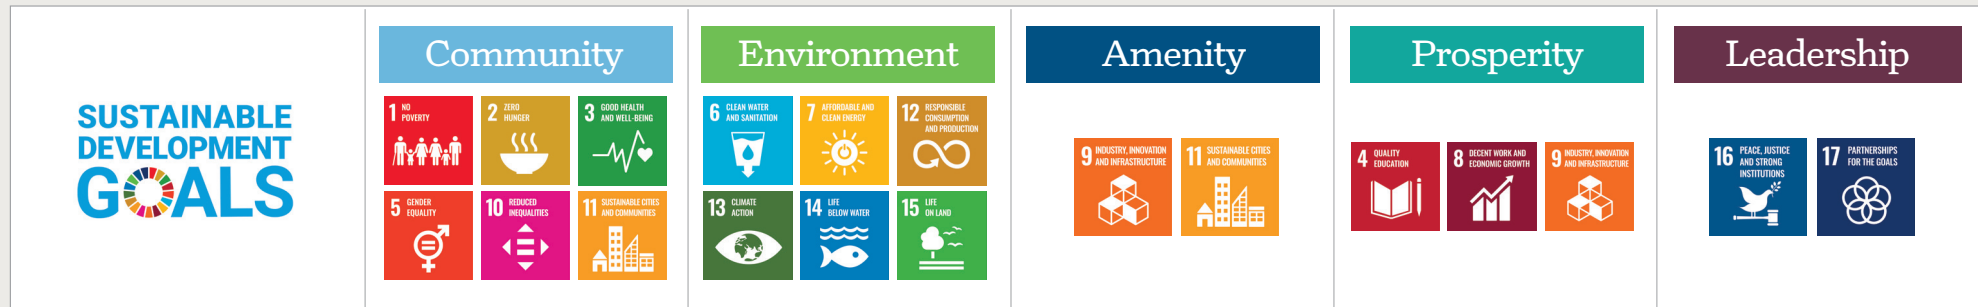 SUSTAINABLE
DEVELOPMENT
GOALS
Community
1 NO
POVERTY
2 ZERO
HUNGER
3 GOOD HEALTH
AND WELL-BEING
5 GENDER
EQUALITY
10 REDUCED
INEQUALITIES
11 SUSTAINABLE CITIES
AND COMMUNITIES
Environment
6 CLEAN WATER
AND SANITATION
7 AFFORDABLE AND
CLEAN ENERGY
12 RESPONSIBLE
CONSUMPTION
AND PRODUCTION
13 CLIMATE
ACTION
14 LIFE
BELOW WATER
15 LIFE
ON LAND
Amenity
9 INDUSTRY, INNOVATION
AND INFRASTRUCTURE
11 SUSTAINABLE CITIES
AND COMMUNITIES
Prosperity
4 QUALITY
EDUCATION
8 DECENT WORK AND
ECONOMIC GROWTH
9 INDUSTRY, INNOVATION
AND INFRASTRUCTURE
Leadership
16 PEACE, JUSTICE
AND STRONG
INSTITUTIONS
17 PARTNERSHIPS
FOR THE GOALS